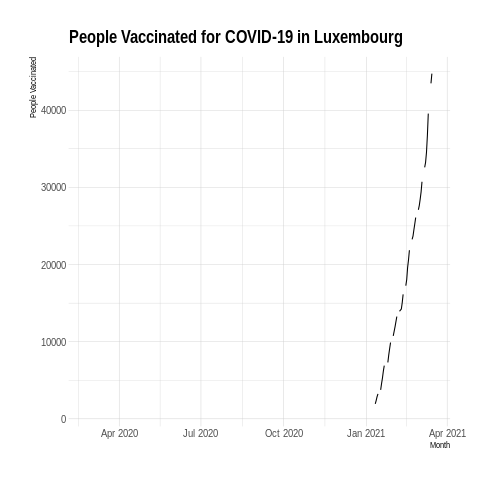 People Vaccinated for COVID-19 in Luxembourg
People Vaccinated
40000
30000
20000
10000
0
Apr 2020 Jul 2020 Oct 2020 Jan 2021 Apr 2021
Month